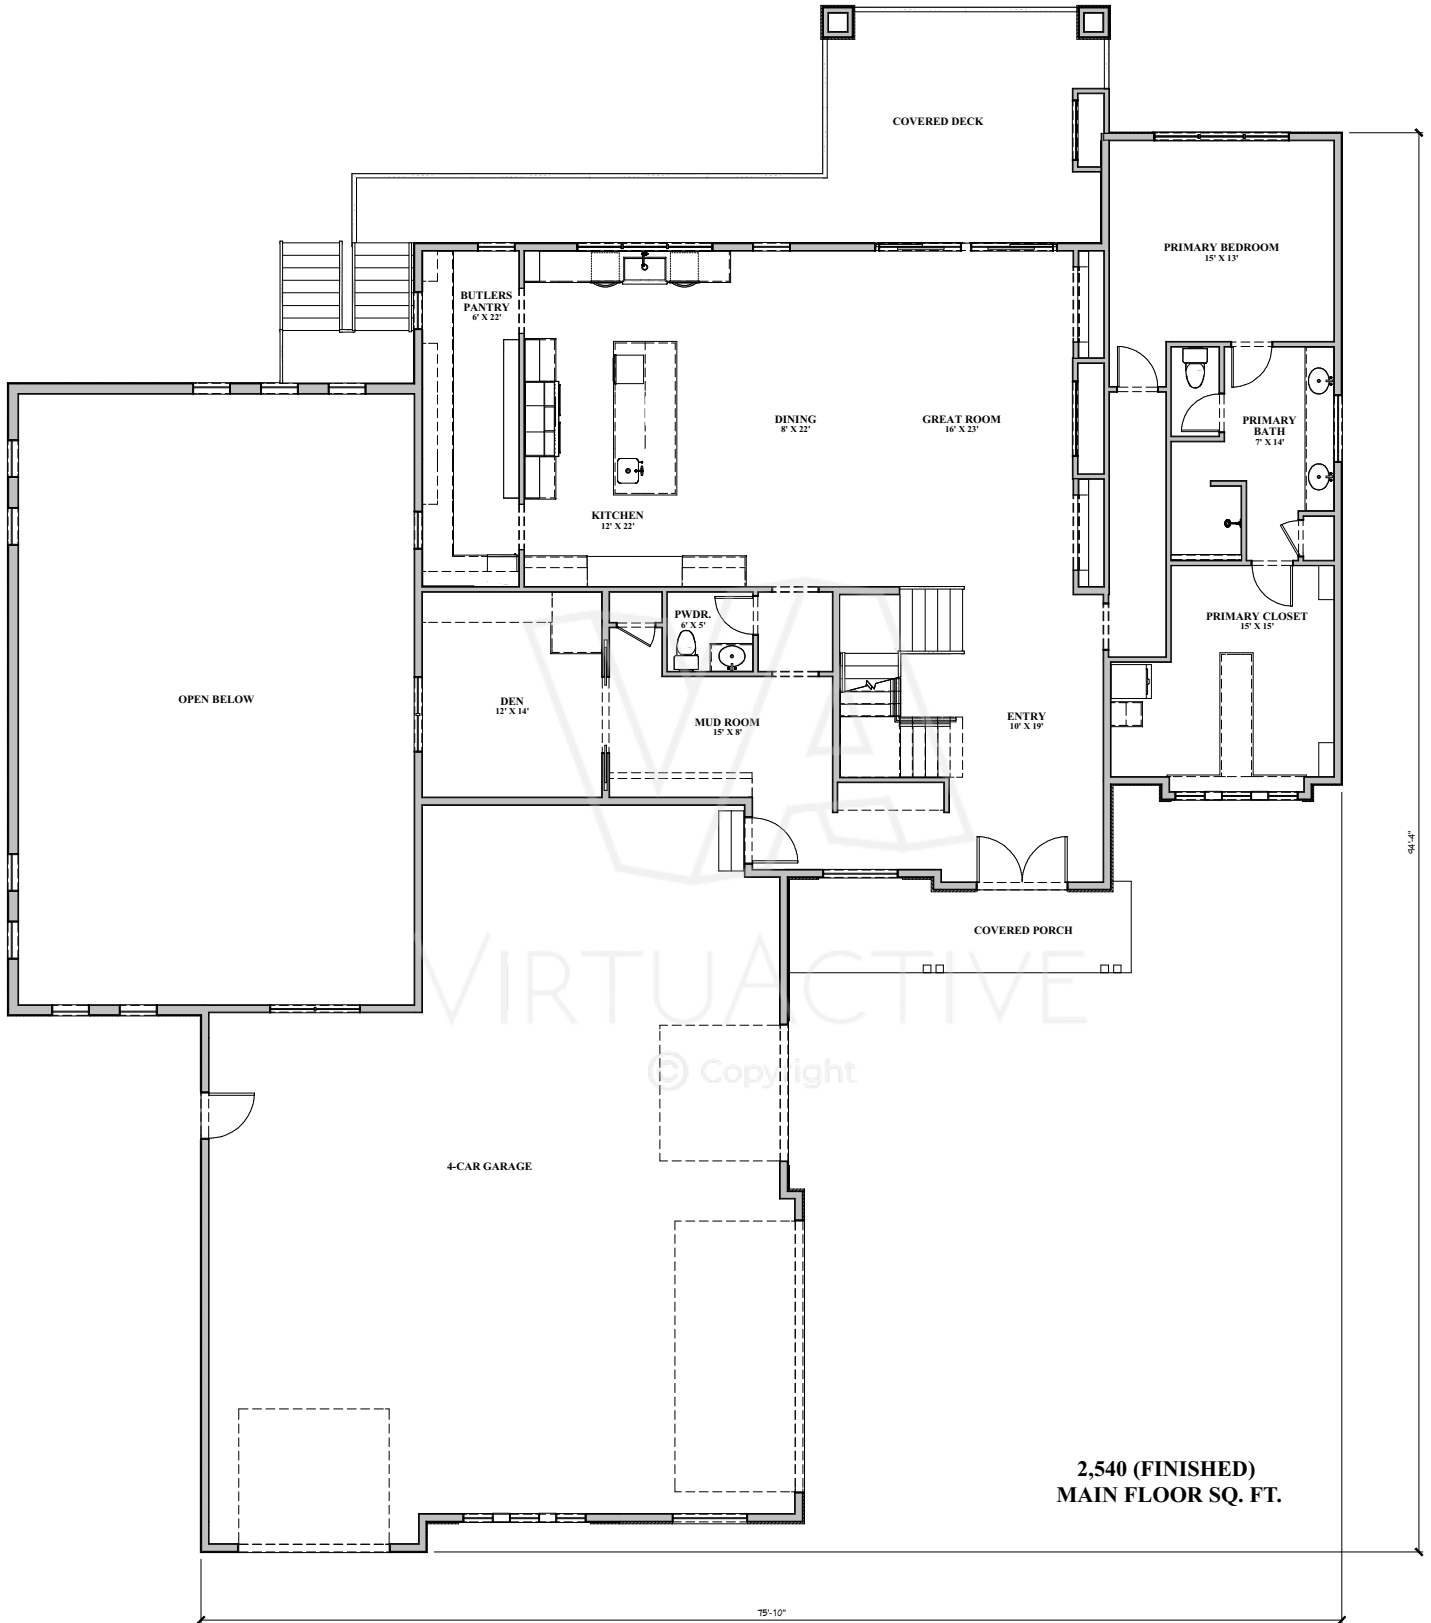 COVERED DECK
PRIMARY BEDROOM
15' X 13'
BUTLERS
PANTRY
6' X 22'
DINING
8' X 22'
GREAT ROOM
16' X 23'
PRIMARY
BATH
7' X 14'
KITCHEN
12' X 22'
PWDR.
6' X 5'
PRIMARY CLOSET
15' X 15'
OPEN BELOW
DEN
12' X 14'
MUD ROOM
15' X 8'
ENTRY
10' X 19'
94'-4"
COVERED PORCH
VA
VIRTUACTIVE
© Copyright
4-CAR GARAGE
2,540 (FINISHED)
MAIN FLOOR SQ. FT.
75'-10"